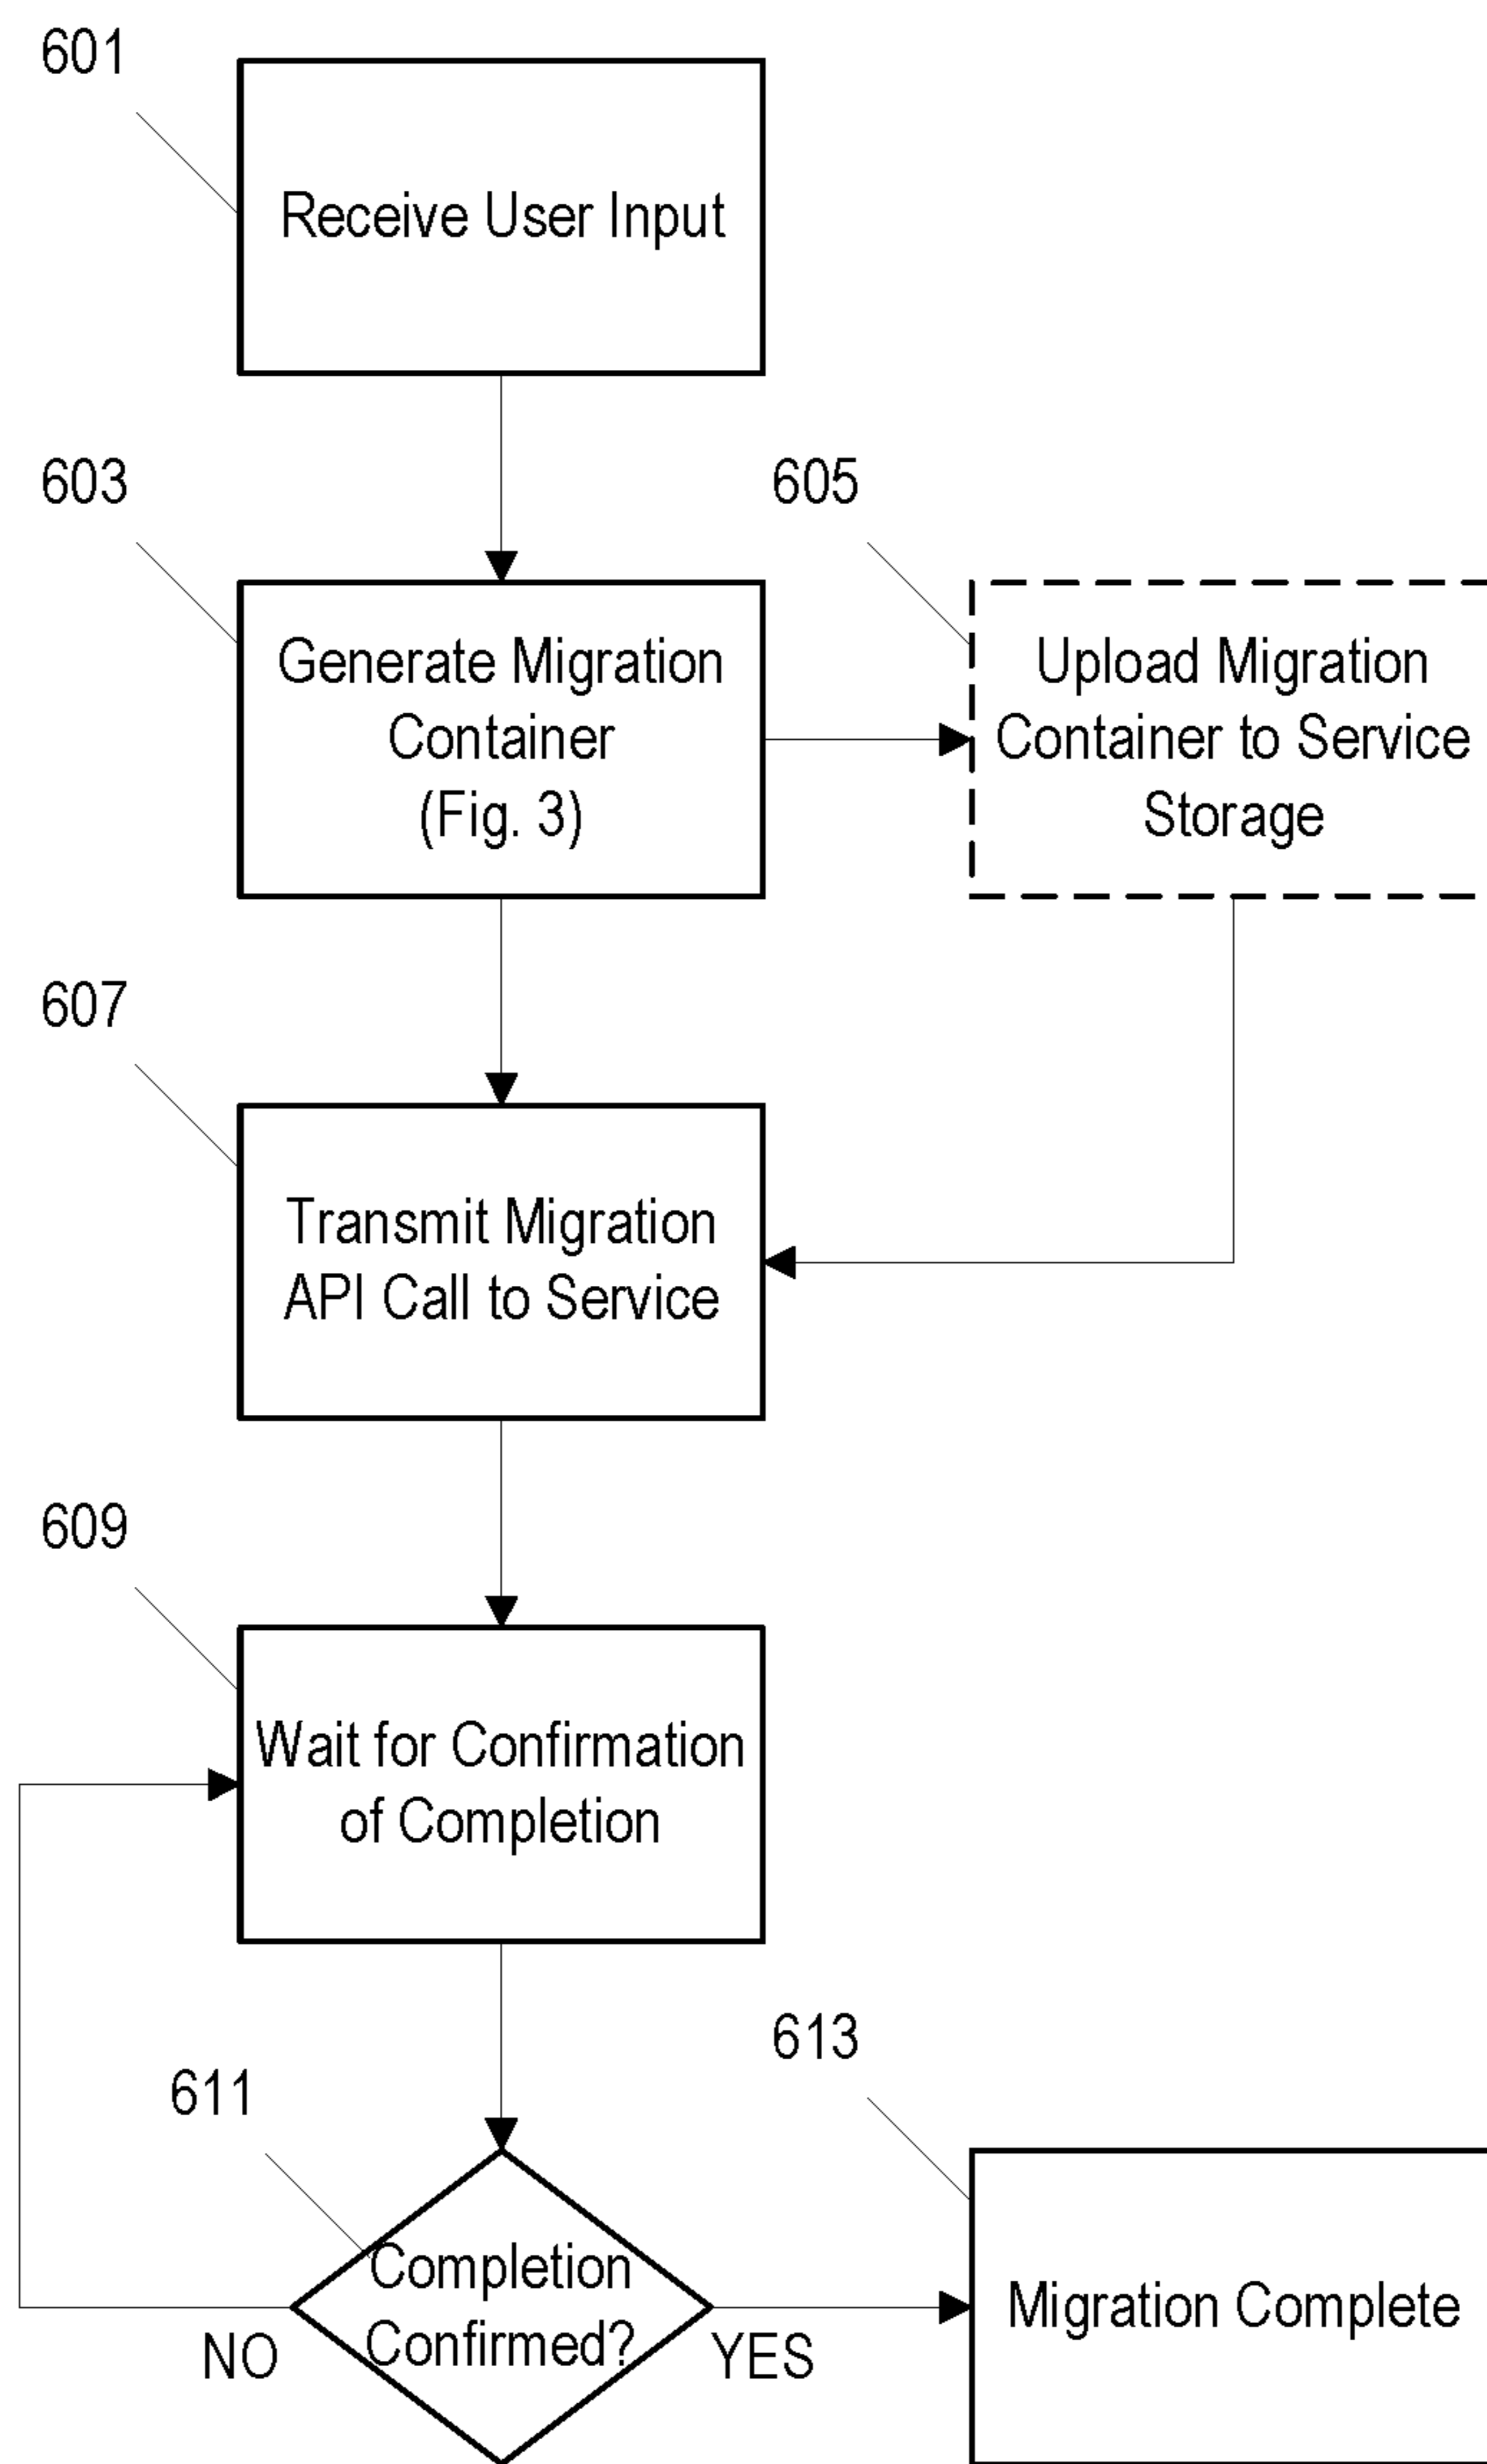 601
Receive User Input
603
Generate Migration
Container
(Fig. 3)
605
Upload Migration
Container to Service
Storage
607
Transmit Migration
API Call to Service
609
Wait for Confirmation
of Completion
611
Completion
Confirmed?
NO
YES
613
Migration Complete